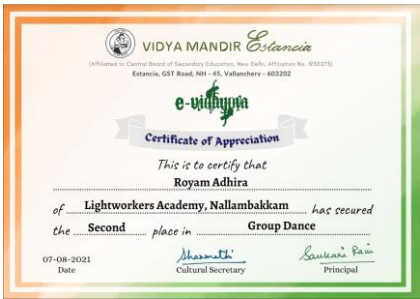 VIDYA MANDIR Estancia
(Affiliated to Central Board of Secondary Education, New Delhi, Affiliation No. 1930273)
Estancia, GST Road, NH - 45, Vallanchery - 603202
e-vidhyora
Certificate of Appreciation
This is to certify that
Royam Adhira
of Lightworkers Academy, Nallambakkam has secured
the Second place in Group Dance
07-08-2021
Date
Cultural Secretary
Principal